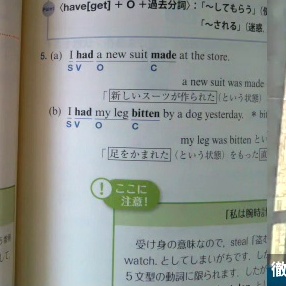 〈have[get] + O +過去分詞〉:「～してもらう」(
「～される」(迷惑
5. (a) I had a new suit made at the store.
S V O C
a new suit was made
「新しいスーツが作られた(という状態)
(b) I had my leg bitten by a dog yesterday.
S V O C
my leg was bitten とい
「足をかまれた(という状態)をもった
! ここに
注意!
「私は腕時計
受け身の意味なので, steal「盗
watch. としてしまいがちです. した
5文型の動詞に限られます. したが
徹